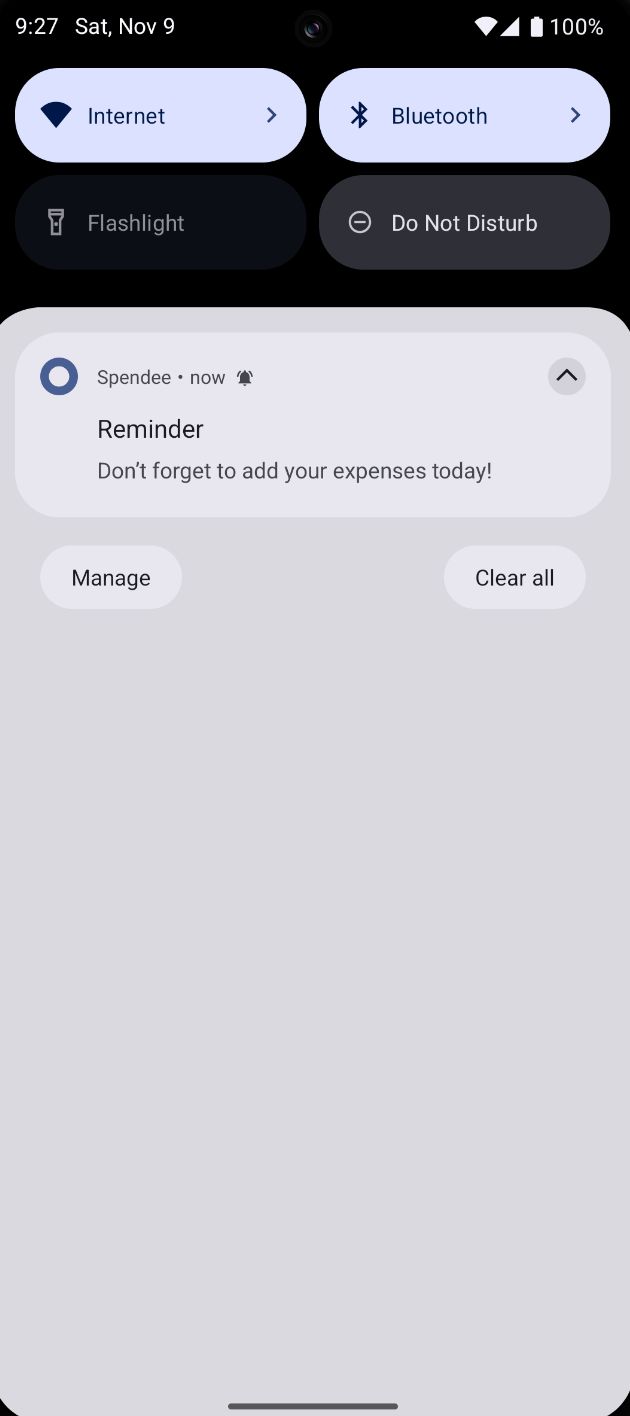 9:27 Sat, Nov 9 100%
Internet Bluetooth
Flashlight Do Not Disturb
Spendee • now
Reminder
Don’t forget to add your expenses today!
Manage Clear all